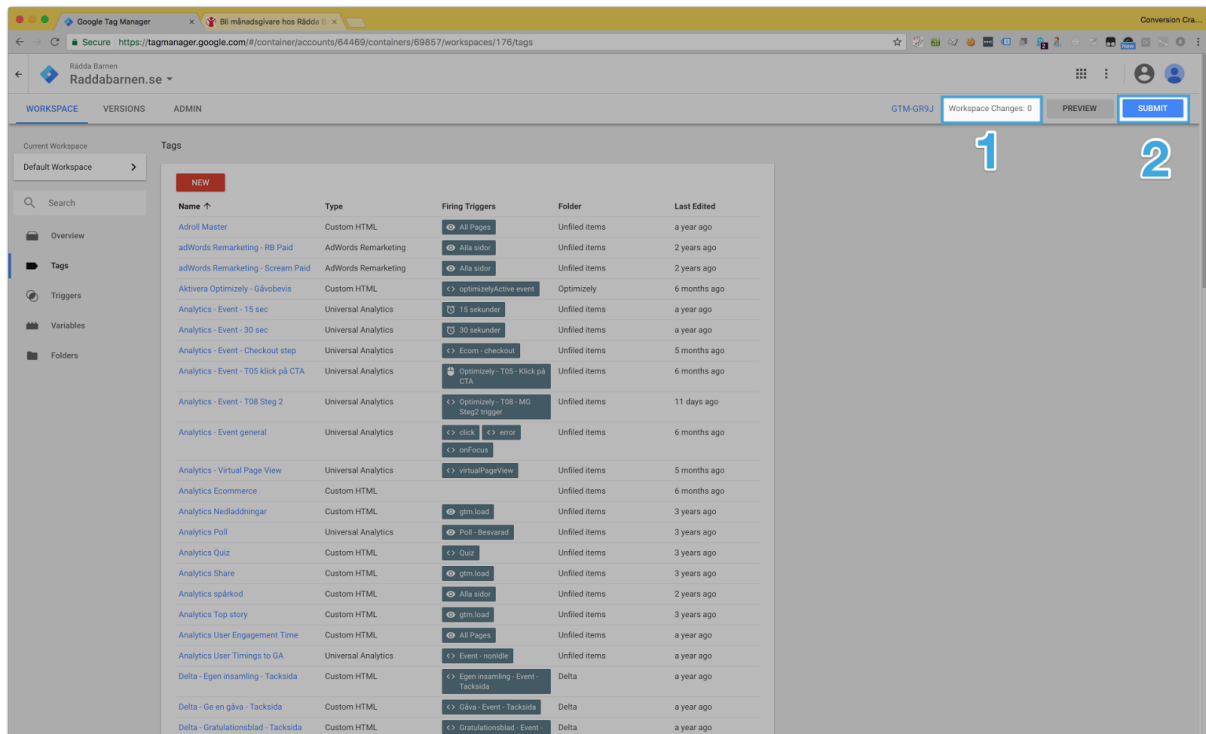 Google Tag Manager
Bli månadsgivare hos Rädda B
Conversion Cra...
Secure https://tagmanager.google.com/#/container/accounts/64469/containers/69857/workspaces/176/tags
New
2
Rädda Barnen
Raddabarnen.se
WORKSPACE VERSIONS ADMIN GTM-GR9J Workspace Changes: 0 PREVIEW SUBMIT
1 2
Current Workspace
Default Workspace
Search
Overview
Tags
Triggers
Variables
Folders
Tags
NEW
Name Type Firing Triggers Folder Last Edited
Adroll Master Custom HTML All Pages Unfiled items a year ago
adWords Remarketing - RB Paid AdWords Remarketing Alla sidor Unfiled items 2 years ago
adWords Remarketing - Scream Paid AdWords Remarketing Alla sidor Unfiled items 2 years ago
Aktivera Optimizely - Gåvobevis Custom HTML optimizelyActive event Optimizely 6 months ago
Analytics - Event - 15 sec Universal Analytics 15 sekunder Unfiled items a year ago
Analytics - Event - 30 sec Universal Analytics 30 sekunder Unfiled items a year ago
Analytics - Event - Checkout step Universal Analytics Ecom - checkout Unfiled items 5 months ago
Analytics - Event - T05 klick på CTA Universal Analytics Optimizely - T05 - Klick på Unfiled items 6 months ago
CTA
Analytics - Event - T08 Steg 2 Universal Analytics Optimizely - T08 - MG Unfiled items 11 days ago
Steg2 trigger
Analytics - Event general Universal Analytics click error Unfiled items 6 months ago
onFocus
Analytics - Virtual Page View Universal Analytics virtualPageView Unfiled items 5 months ago
Analytics Ecommerce Custom HTML Unfiled items 6 months ago
Analytics Nedladdningar Custom HTML gtm.load Unfiled items 3 years ago
Analytics Poll Universal Analytics Poll - Besvarad Unfiled items 3 years ago
Analytics Quiz Custom HTML Quiz Unfiled items 3 years ago
Analytics Share Custom HTML gtm.load Unfiled items 3 years ago
Analytics spårkod Custom HTML Alla sidor Unfiled items 2 years ago
Analytics Top story Custom HTML gtm.load Unfiled items 3 years ago
Analytics User Engagement Time Custom HTML All Pages Unfiled items a year ago
Analytics User Timings to GA Universal Analytics Event - nonIdle Unfiled items a year ago
Delta - Egen insamling - Tacksida Custom HTML Egen insamling - Event - Delta a year ago
Tacksida
Delta - Ge en gåva - Tacksida Custom HTML Gåva - Event - Tacksida Delta a year ago
Delta - Gratulationsblad - Tacksida Custom HTML Gratulationsblad - Event - Delta a year ago